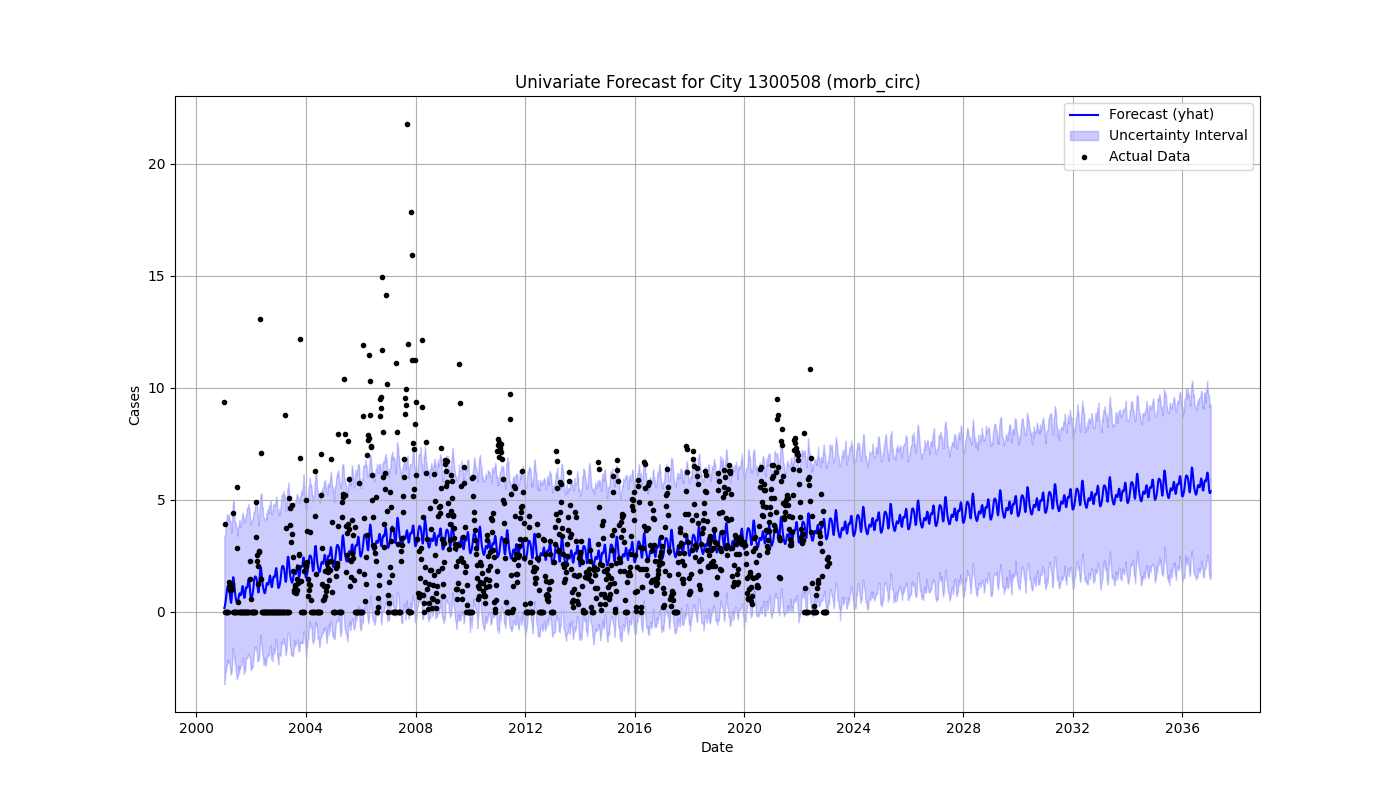 Univariate Forecast for City 1300508 (morb_circ)
Forecast (yhat)
Uncertainty Interval
Actual Data
Cases
20
15
10
5
0
2000 2004 2008 2012 2016 2020 2024 2028 2032 2036
Date